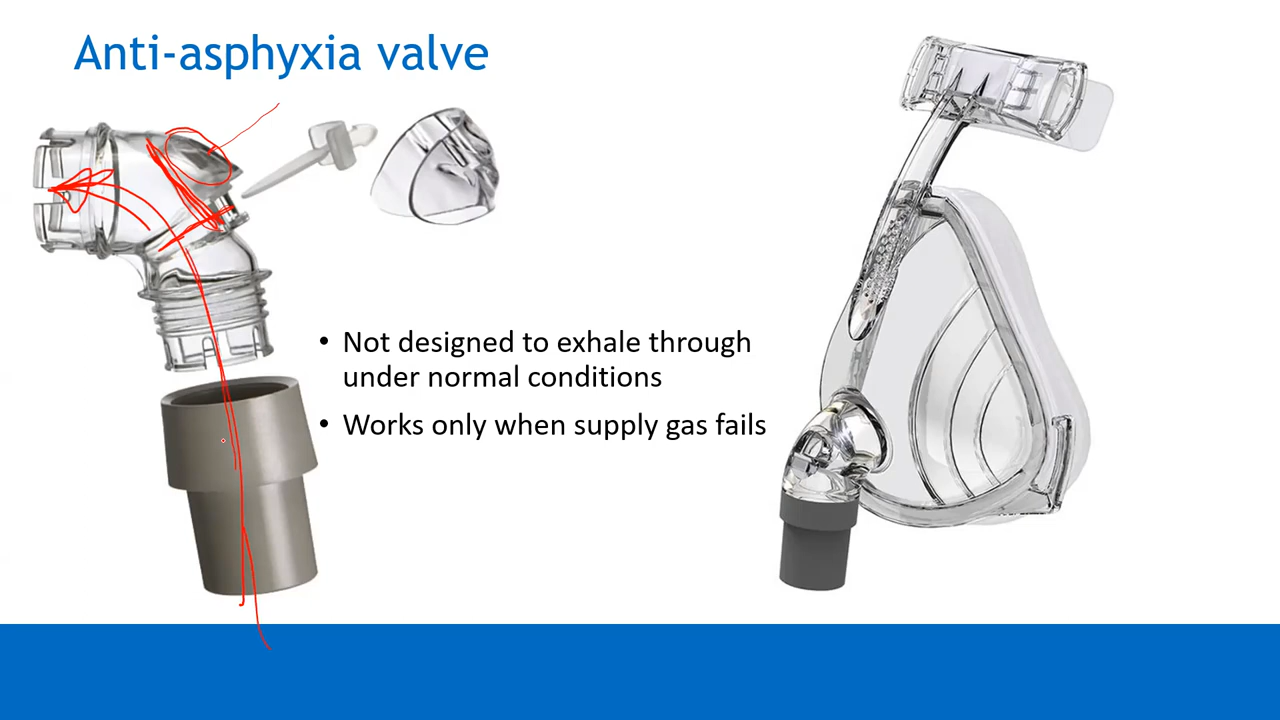 Anti-asphyxia valve
• Not designed to exhale through
under normal conditions
• Works only when supply gas fails